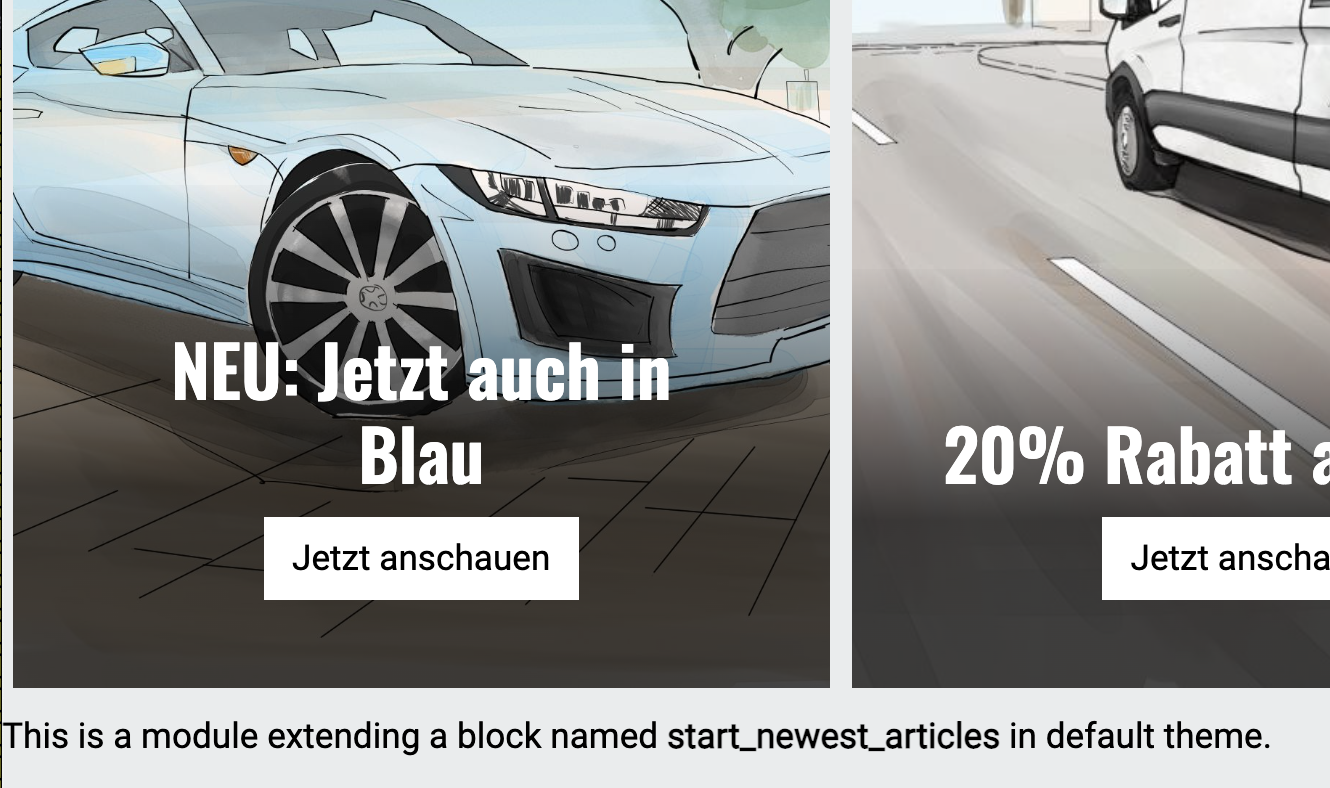 NEU: Jetzt auch in
Blau
Jetzt anschauen
20% Rabatt
Jetzt
This is a module extending a block named start_newest_articles in default theme.